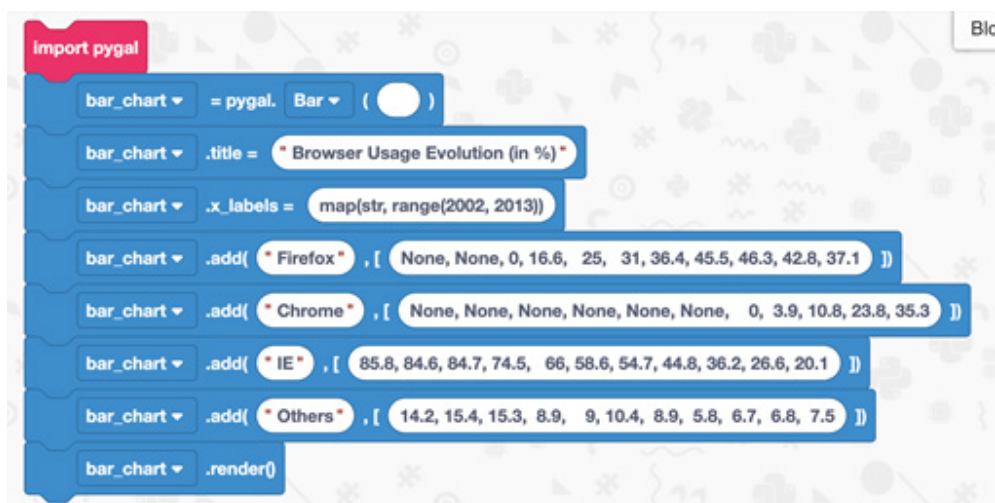 Blo
import pygal
bar_chart = pygal. Bar ( )
bar_chart .title = " Browser Usage Evolution (in %) "
bar_chart .x_labels = map(str, range(2002, 2013))
bar_chart .add( " Firefox " , [ None, None, 0, 16.6, 25, 31, 36.4, 45.5, 46.3, 42.8, 37.1 ])
bar_chart .add( " Chrome " , [ None, None, None, None, None, None, 0, 3.9, 10.8, 23.8, 35.3 ])
bar_chart .add( " IE " , [ 85.8, 84.6, 84.7, 74.5, 66, 58.6, 54.7, 44.8, 36.2, 26.6, 20.1 ])
bar_chart .add( " Others " , [ 14.2, 15.4, 15.3, 8.9, 9, 10.4, 8.9, 5.8, 6.7, 6.8, 7.5 ])
bar_chart .render()